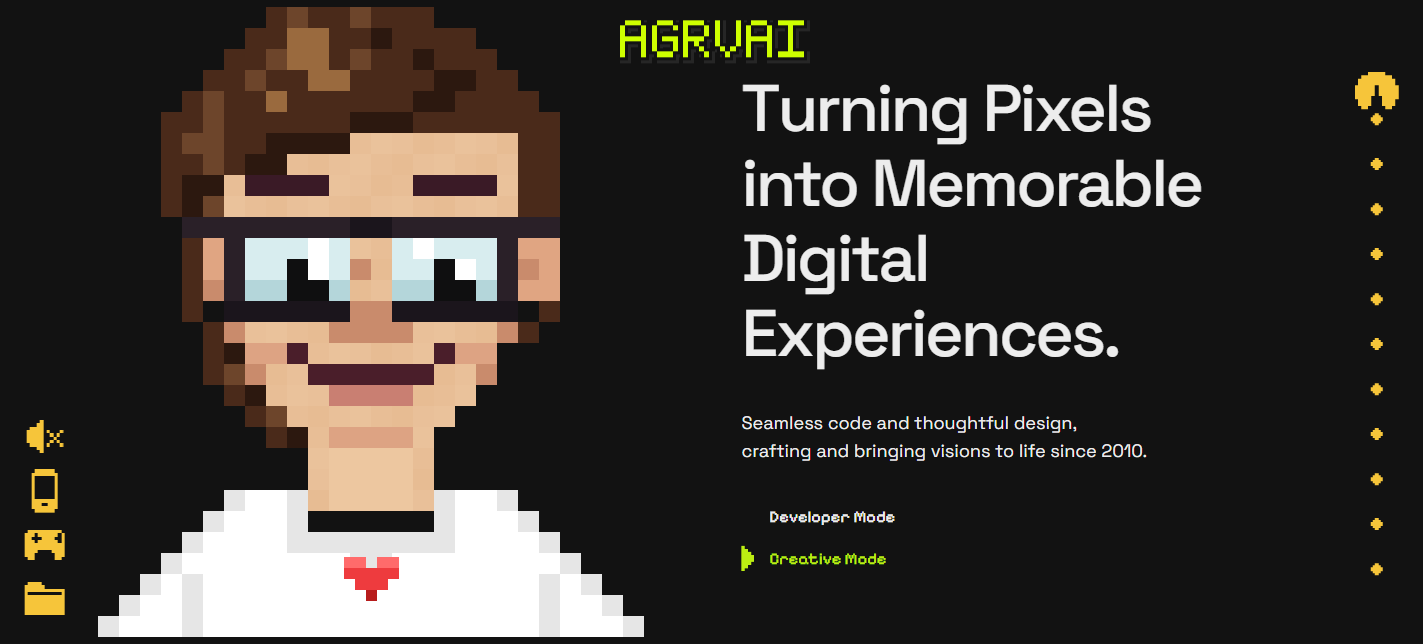 AGRVAI
Turning Pixels
into Memorable
Digital
Experiences.
Seamless code and thoughtful design,
crafting and bringing visions to life since 2010.
Developer Mode
Creative Mode